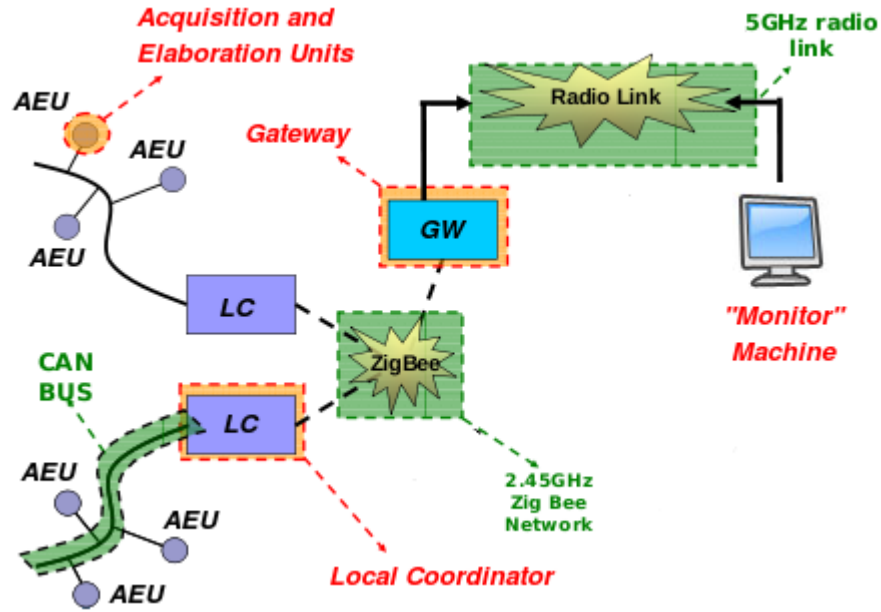 Acquisition and
Elaboration Units
5GHz radio
link
AEU
Radio Link
Gateway
AEU
GW
AEU
LC
"Monitor"
Machine
ZigBee
CAN
BUS
LC
AEU
2.45GHz
Zig Bee
Network
AEU
AEU
Local Coordinator